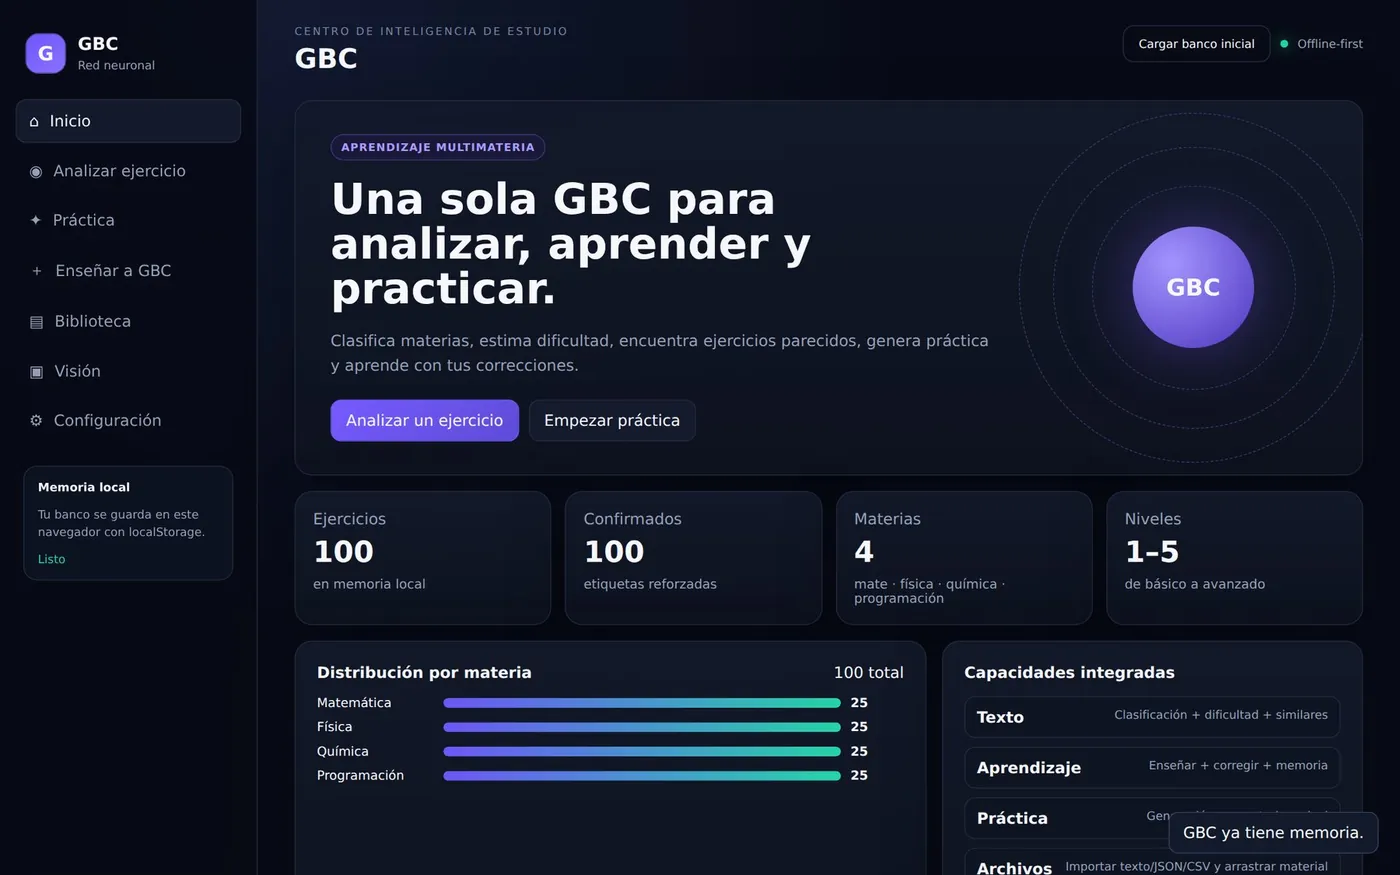 G
GBC
Red neuronal
Inicio
Analizar ejercicio
Práctica
Enseñar a GBC
Biblioteca
Visión
Configuración
Memoria local
Tu banco se guarda en este
navegador con localStorage.
Listo
CENTRO DE INTELIGENCIA DE ESTUDIO
GBC
Cargar banco inicial
Offline-first
APRENDIZAJE MULTIMATERIA
Una sola GBC para
analizar, aprender y
practicar.
Clasifica materias, estima dificultad, encuentra ejercicios parecidos, genera práctica
y aprende con tus correcciones.
Analizar un ejercicio
Empezar práctica
GBC
Ejercicios
100
en memoria local
Confirmados
100
etiquetas reforzadas
Materias
4
mate · física · química ·
programación
Niveles
1–5
de básico a avanzado
Distribución por materia
100 total
Matemática 25
Física 25
Química 25
Programación 25
Capacidades integradas
Texto Clasificación + dificultad + similares
Aprendizaje Enseñar + corregir + memoria
Práctica
GBC ya tiene memoria.
Archivos Importar texto/JSON/CSV y arrastrar material